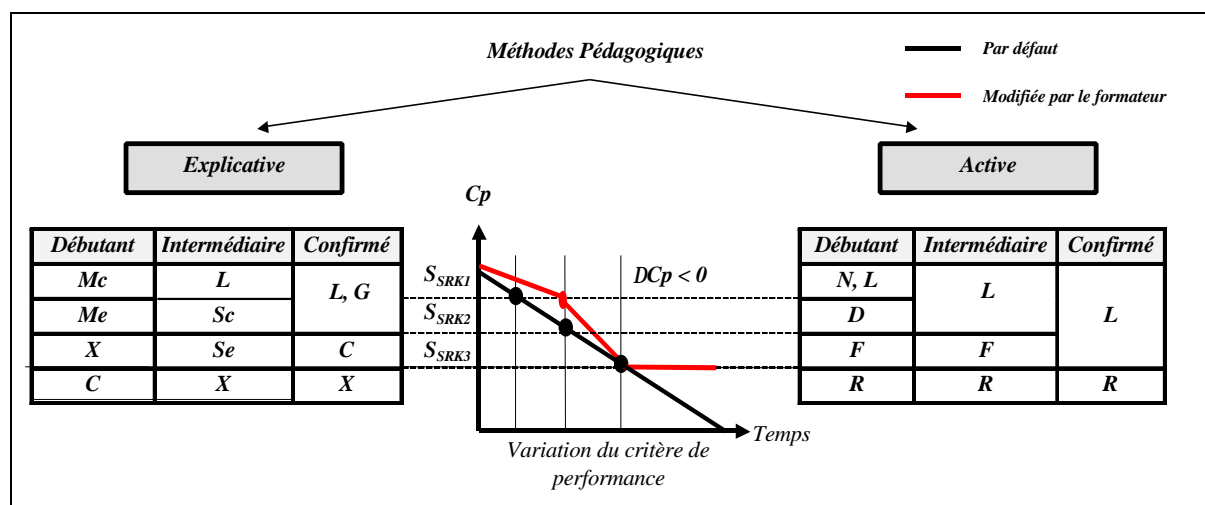 Méthodes Pédagogiques
Par défaut
Modifiée par le formateur
Explicative
Active
Cp
Débutant Intermédiaire Confirmé
Mc L L, G
Me Sc
X Se C
C X X
S_SRK1
S_SRK2
S_SRK3
DCp < 0
Temps
Variation du critère de
performance
Débutant Intermédiaire Confirmé
N, L L L
D
F F
R R R